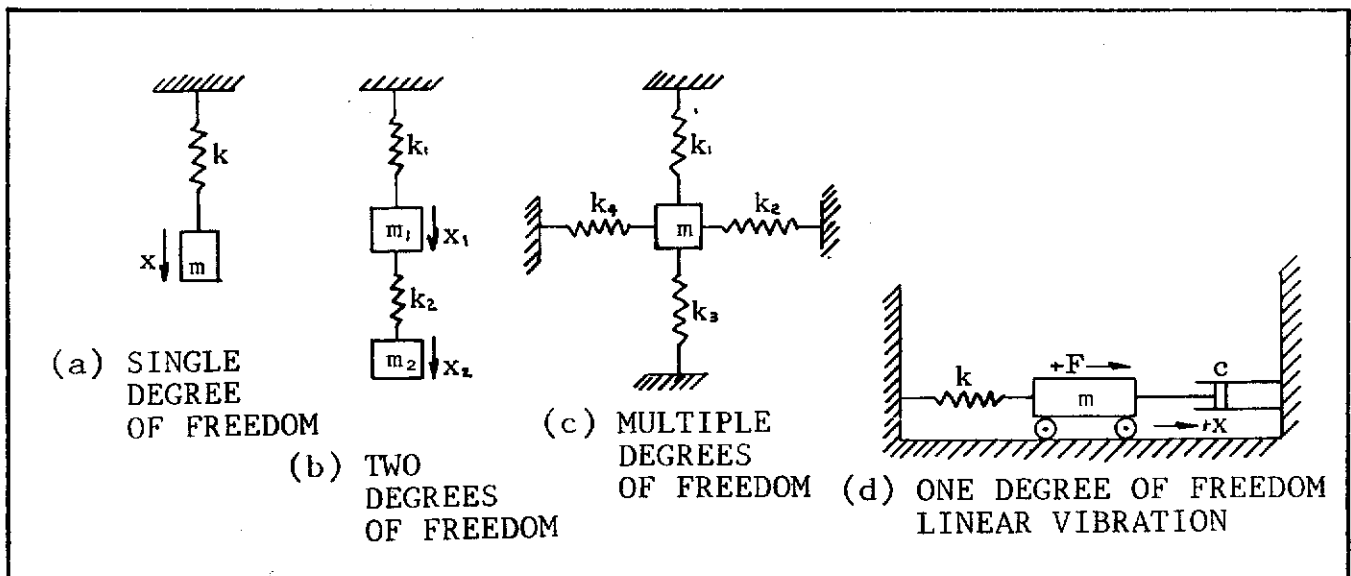 k
x
m
(a) SINGLE
DEGREE
OF FREEDOM
k₁
m₁
x₁
k₂
m₂
x₂
(b) TWO
DEGREES
OF FREEDOM
k₁
k₄
m
k₂
k₃
(c) MULTIPLE
DEGREES
OF FREEDOM
k
+F
m
c
+X
(d) ONE DEGREE OF FREEDOM
LINEAR VIBRATION